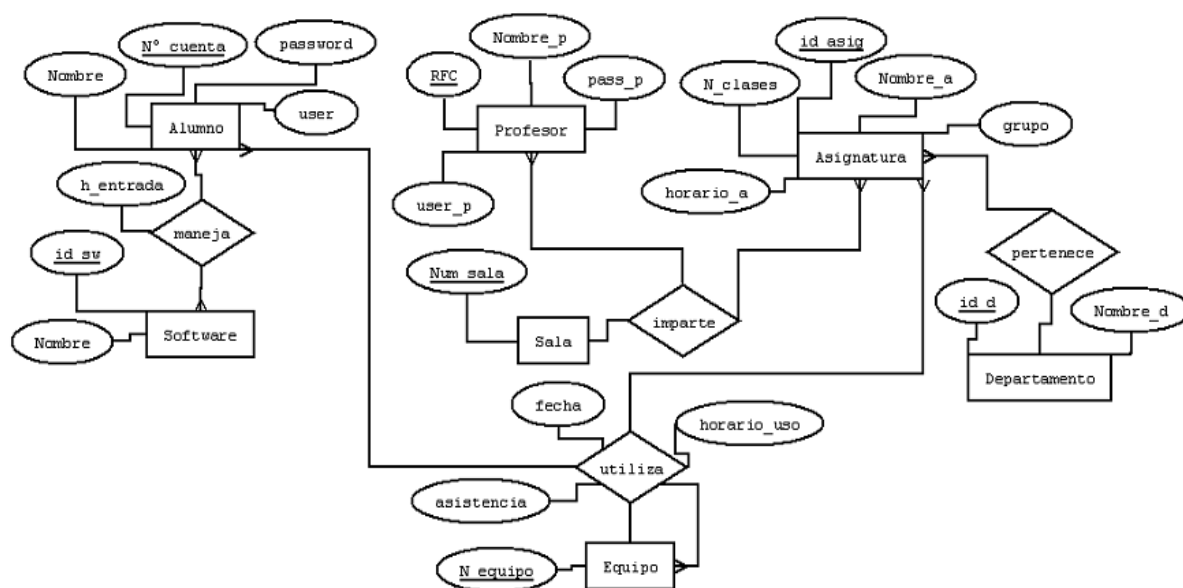 Nº cuenta
password
Nombre
user
Alumno
h_entrada
maneja
id_sw
Nombre
Software
Nombre_p
RFC
pass_p
Profesor
user_p
id_asig
N_clases
Nombre_a
grupo
Asignatura
horario_a
Num_sala
Sala
imparte
pertenece
id_d
Nombre_d
Departamento
fecha
horario_uso
utiliza
asistencia
N_equipo
Equipo